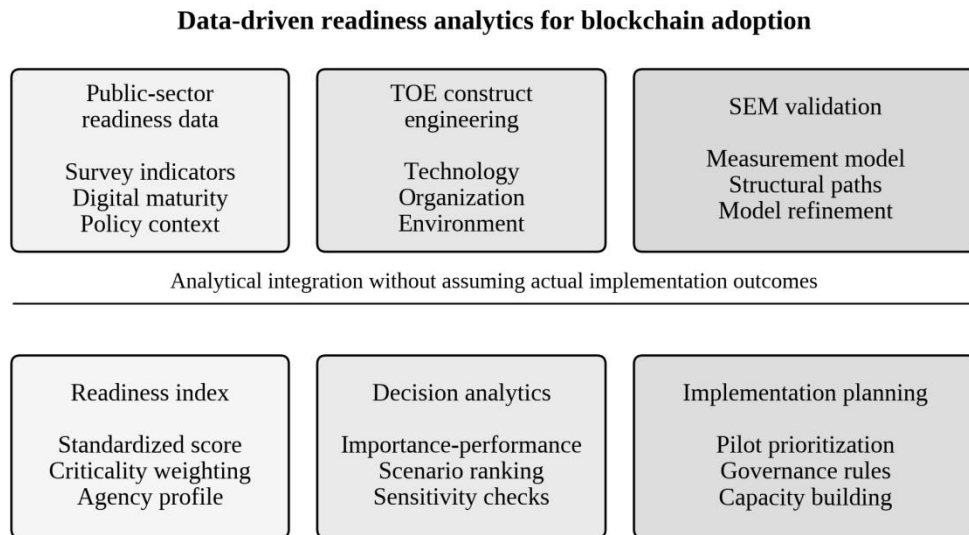 Data-driven readiness analytics for blockchain adoption
Public-sector
readiness data
Survey indicators
Digital maturity
Policy context
TOE construct
engineering
Technology
Organization
Environment
SEM validation
Measurement model
Structural paths
Model refinement
Analytical integration without assuming actual implementation outcomes
Readiness index
Standardized score
Criticality weighting
Agency profile
Decision analytics
Importance-performance
Scenario ranking
Sensitivity checks
Implementation planning
Pilot prioritization
Governance rules
Capacity building